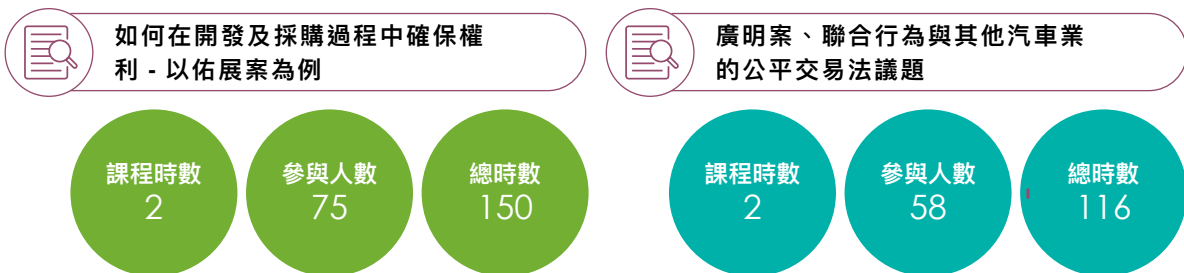 如何在開發及採購過程中確保權
利 - 以佑展案為例
課程時數
2
參與人數
75
總時數
150
廣明案、聯合行為與其他汽車業
的公平交易法議題
課程時數
2
參與人數
58
總時數
116